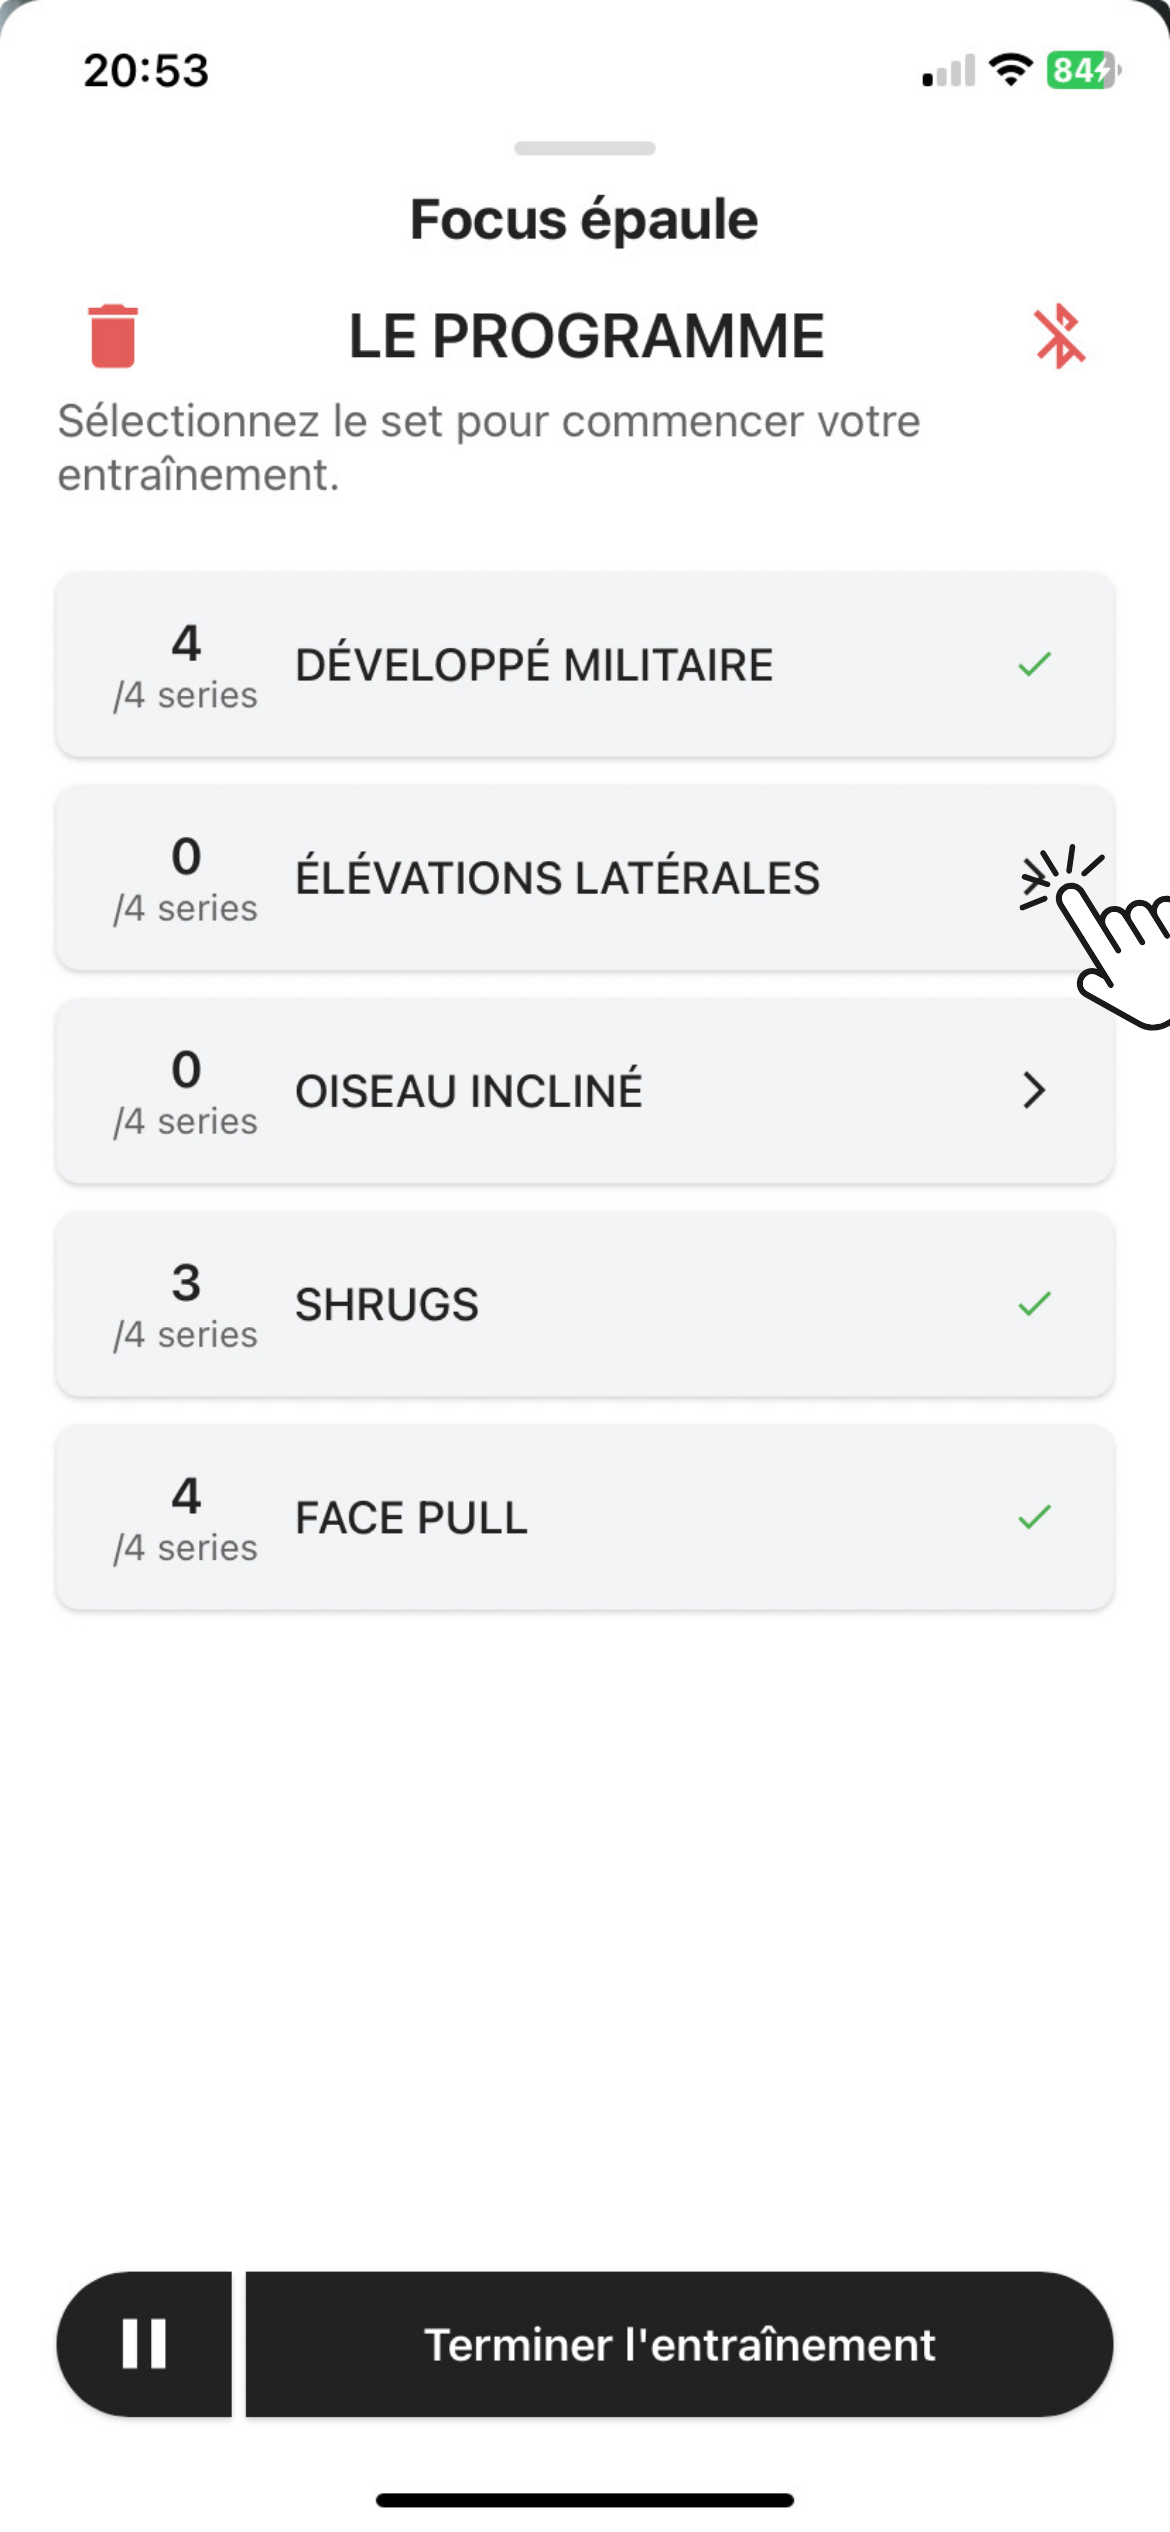 20:53
84
Focus épaule
LE PROGRAMME
Sélectionnez le set pour commencer votre
entraînement.
4
/4 series
DÉVELOPPÉ MILITAIRE
0
/4 series
ÉLÉVATIONS LATÉRALES
0
/4 series
OISEAU INCLINÉ
3
/4 series
SHRUGS
4
/4 series
FACE PULL
Terminer l'entraînement